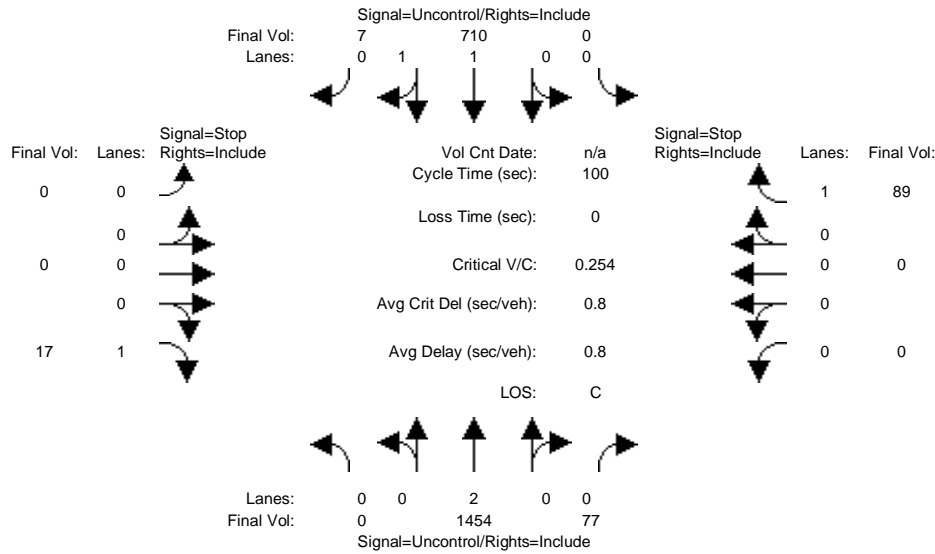 Signal=Uncontrol/Rights=Include
Final Vol: 7 710 0
Lanes: 0 1 1 0 0
Signal=Stop Signal=Stop
Final Vol: Lanes: Rights=Include Vol Cnt Date: n/a Rights=Include Lanes: Final Vol:
Cycle Time (sec): 100
0 0 1 89
Loss Time (sec): 0
0 0
0 0 Critical V/C: 0.254 0 0
0 Avg Crit Del (sec/veh): 0.8 0
17 1 Avg Delay (sec/veh): 0.8 0 0
LOS: C
Lanes: 0 0 2 0 0
Final Vol: 0 1454 77
Signal=Uncontrol/Rights=Include